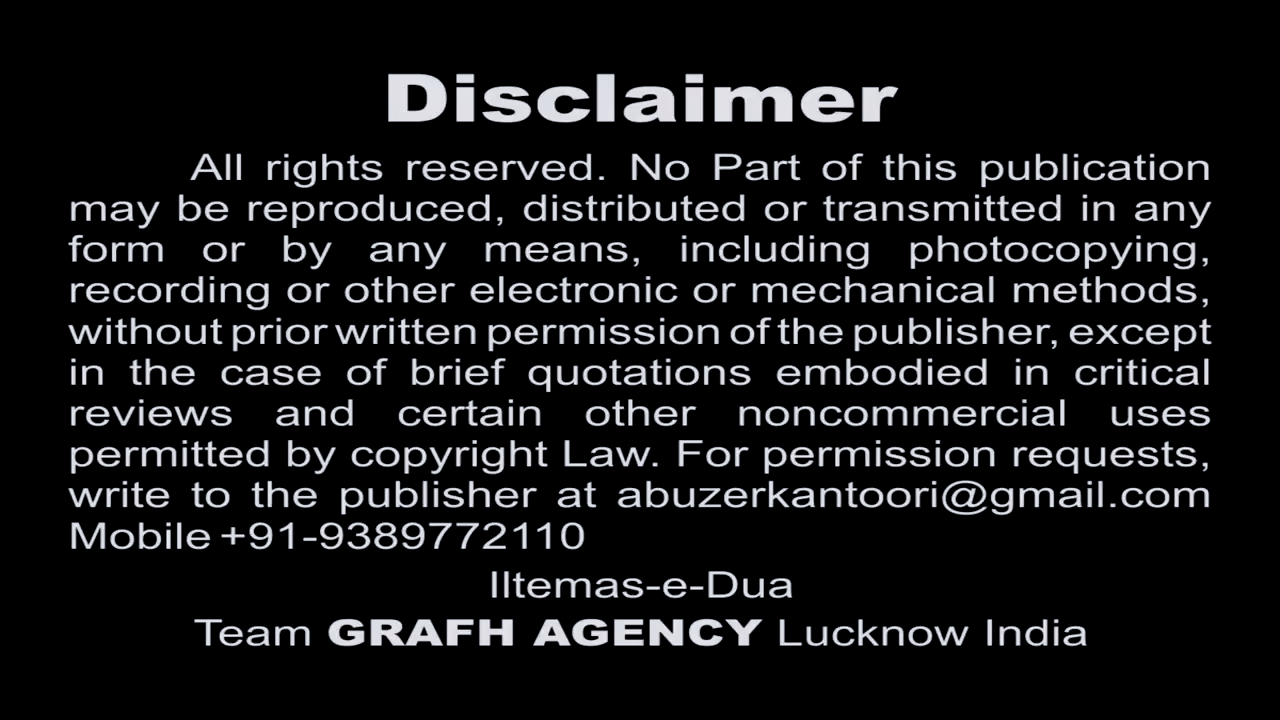 Disclaimer
All rights reserved. No Part of this publication
may be reproduced, distributed or transmitted in any
form or by any means, including photocopying,
recording or other electronic or mechanical methods,
without prior written permission of the publisher, except
in the case of brief quotations embodied in critical
reviews and certain other noncommercial uses
permitted by copyright Law. For permission requests,
write to the publisher at abuzerkantoori@gmail.com
Mobile +91-9389772110
Iltemas-e-Dua
Team GRAFH AGENCY Lucknow India